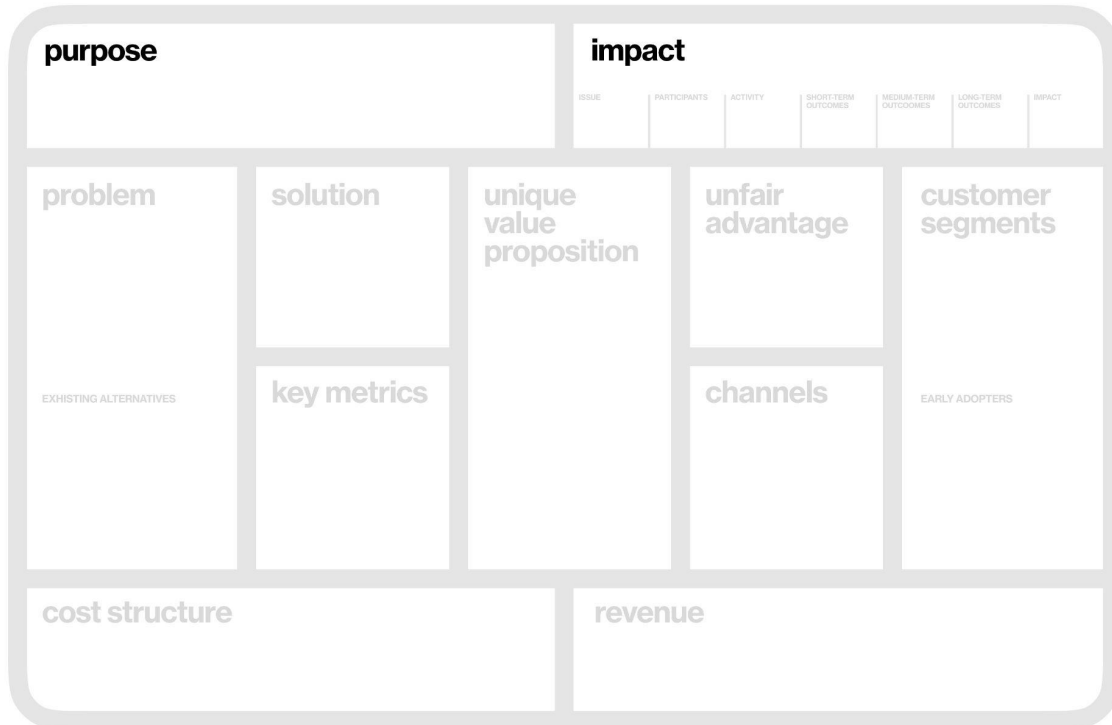 purpose
impact
ISSUE
PARTICIPANTS
ACTIVITY
SHORT-TERM
OUTCOMES
MEDIUM-TERM
OUTCOOMES
LONG-TERM
OUTCOMES
IMPACT
problem
EXHISTING ALTERNATIVES
solution
key metrics
unique
value
proposition
unfair
advantage
channels
customer
segments
EARLY ADOPTERS
cost structure
revenue